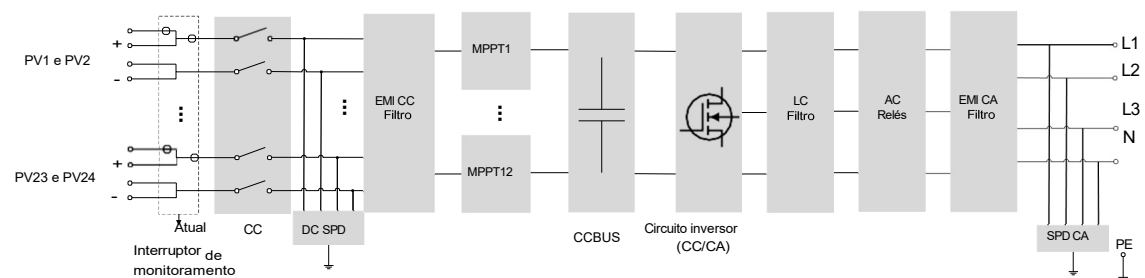 PV1 e PV2
+
-
PV23 e PV24
+
-
Atual
Interruptor de
monitoramento
CC
DC SPD
EMI CC
Filtro
MPPT1
MPPT12
CCBUS
Circuito inversor
(CC/CA)
LC
Filtro
AC
Relés
EMI CA
Filtro
L1
L2
L3
N
SPD CA
PE